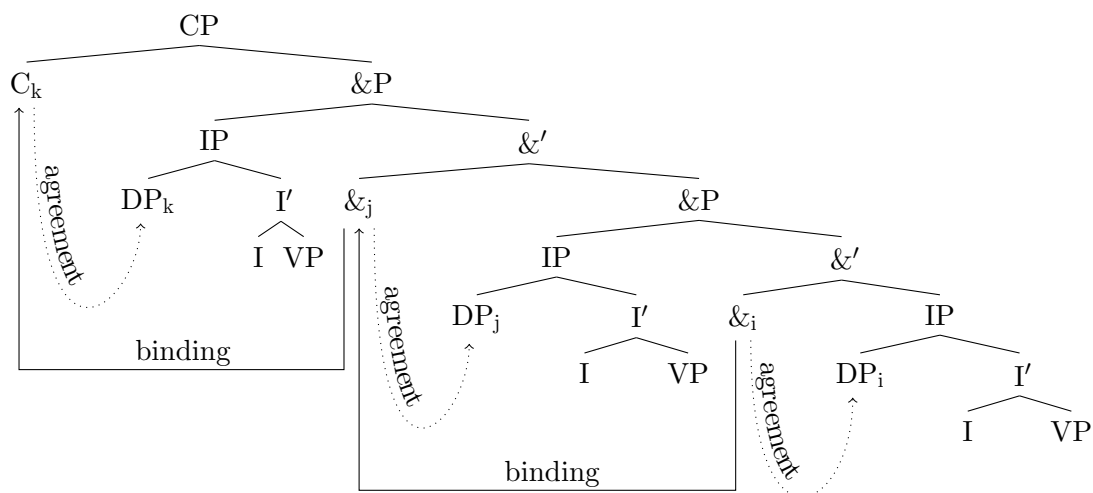 CP
C_k &P
IP &′
DP_k I′ &_j &P
agreement
I VP IP &′
DP_j I′ &_i IP
agreement
binding
I VP DP_i I′
agreement
I VP
binding